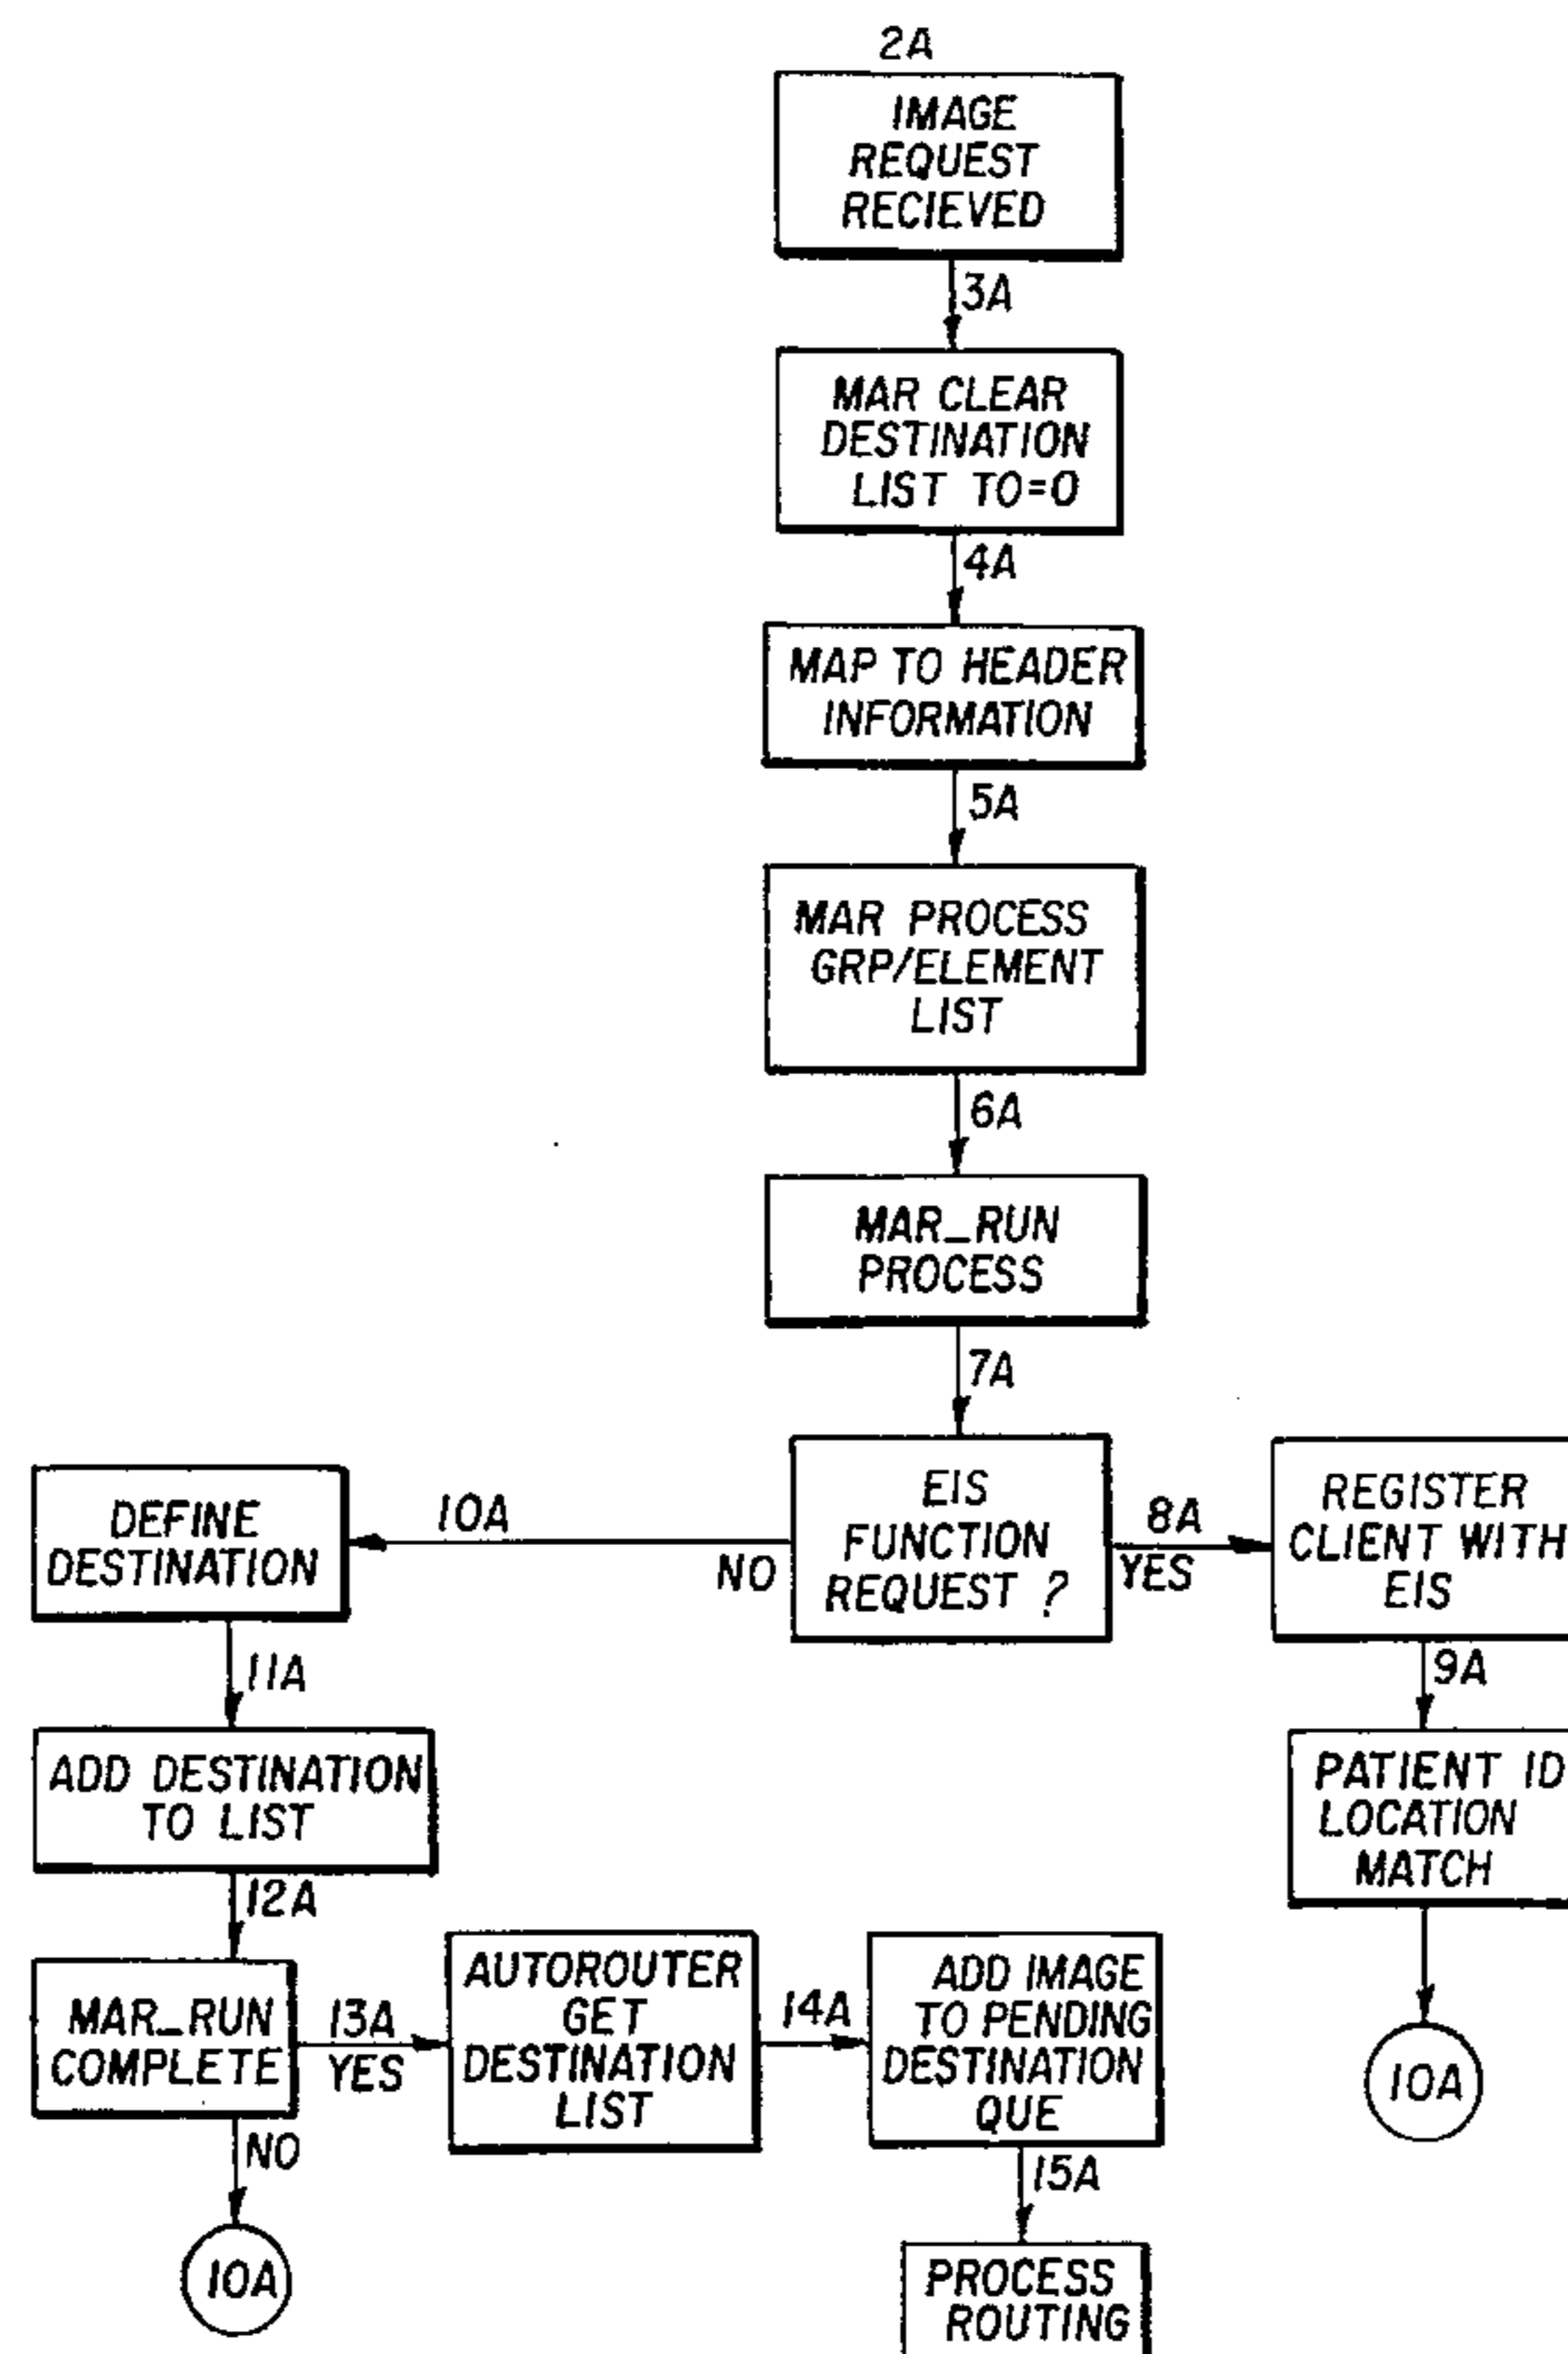 2A
IMAGE
REQUEST
RECIEVED
3A
MAR CLEAR
DESTINATION
LIST TO=0
4A
MAP TO HEADER
INFORMATION
5A
MAR PROCESS
GRP/ELEMENT
LIST
6A
MAR_RUN
PROCESS
7A
EIS
FUNCTION
REQUEST ?
8A
YES
REGISTER
CLIENT WITH
EIS
9A
PATIENT ID
LOCATION
MATCH
10A
10A
NO
DEFINE
DESTINATION
11A
ADD DESTINATION
TO LIST
12A
MAR_RUN
COMPLETE
NO
10A
13A
YES
AUTOROUTER
GET
DESTINATION
LIST
14A
ADD IMAGE
TO PENDING
DESTINATION
QUE
15A
PROCESS
ROUTING